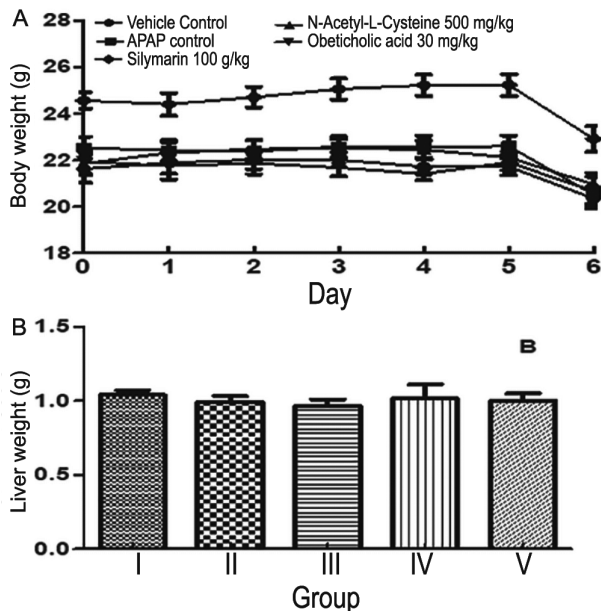 A
Vehicle Control
APAP control
Silymarin 100 g/kg
N-Acetyl-L-Cysteine 500 mg/kg
Obeticholic acid 30 mg/kg
Body weight (g)
28
26
24
22
20
18
0 1 2 3 4 5 6
Day
B
B
Liver weight (g)
1.5
1.0
0.5
0.0
I II III IV V
Group